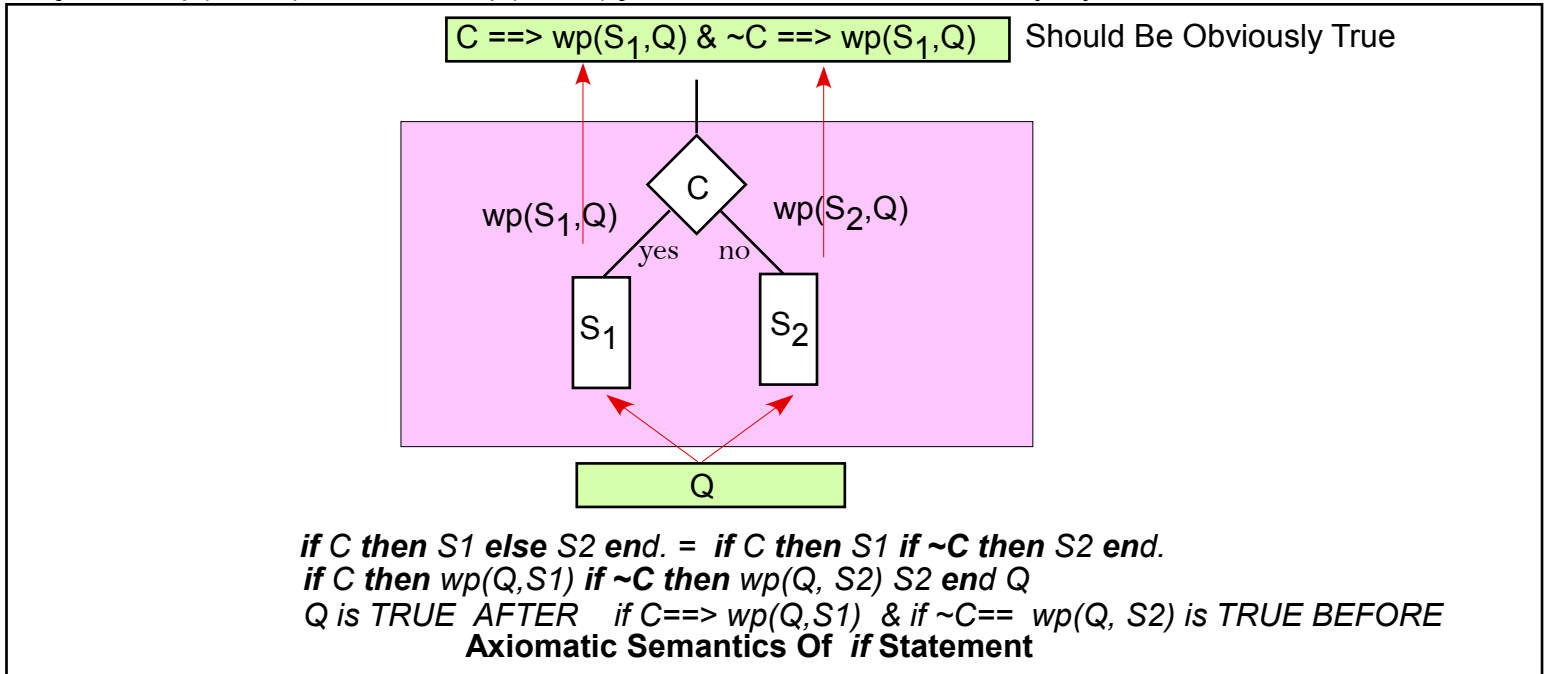 C ==> wp(S1,Q) & ~C ==> wp(S1,Q) Should Be Obviously True
C
wp(S1,Q) wp(S2,Q)
yes no
S1 S2
Q
if C then S1 else S2 end. = if C then S1 if ~C then S2 end.
if C then wp(Q,S1) if ~C then wp(Q, S2) S2 end Q
Q is TRUE AFTER if C==> wp(Q,S1) & if ~C== wp(Q, S2) is TRUE BEFORE
Axiomatic Semantics Of if Statement